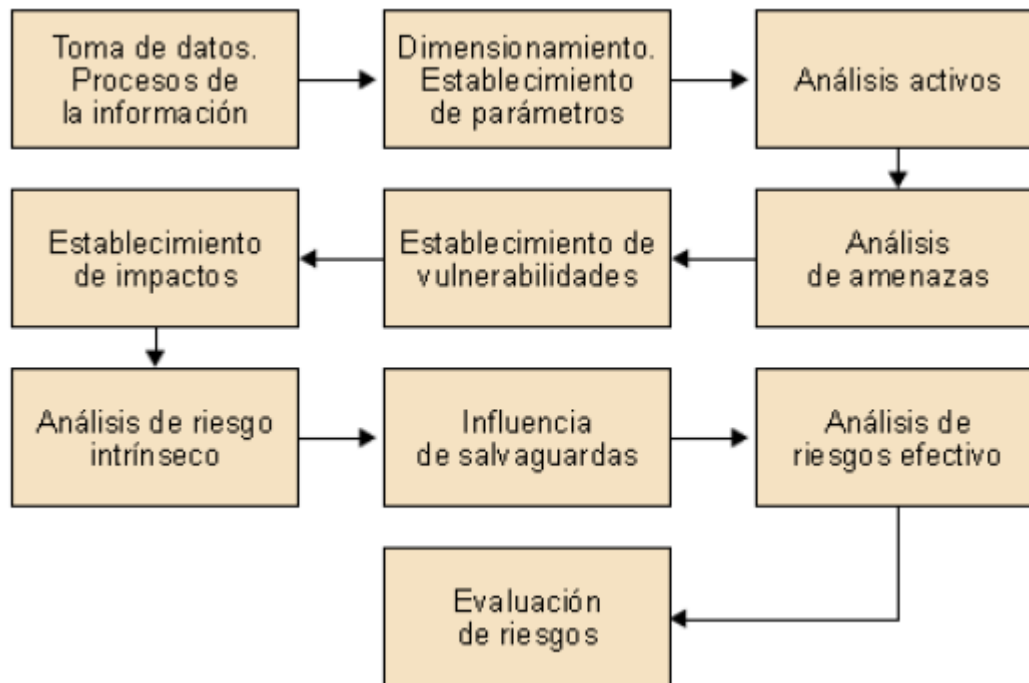 Toma de datos.
Procesos de
la información
Dimensionamiento.
Establecimiento
de parámetros
Análisis activos
Análisis
de amenazas
Establecimiento de
vulnerabilidades
Establecimiento
de impactos
Análisis de riesgo
intrínseco
Influencia
de salvaguardas
Análisis de
riesgos efectivo
Evaluación
de riesgos